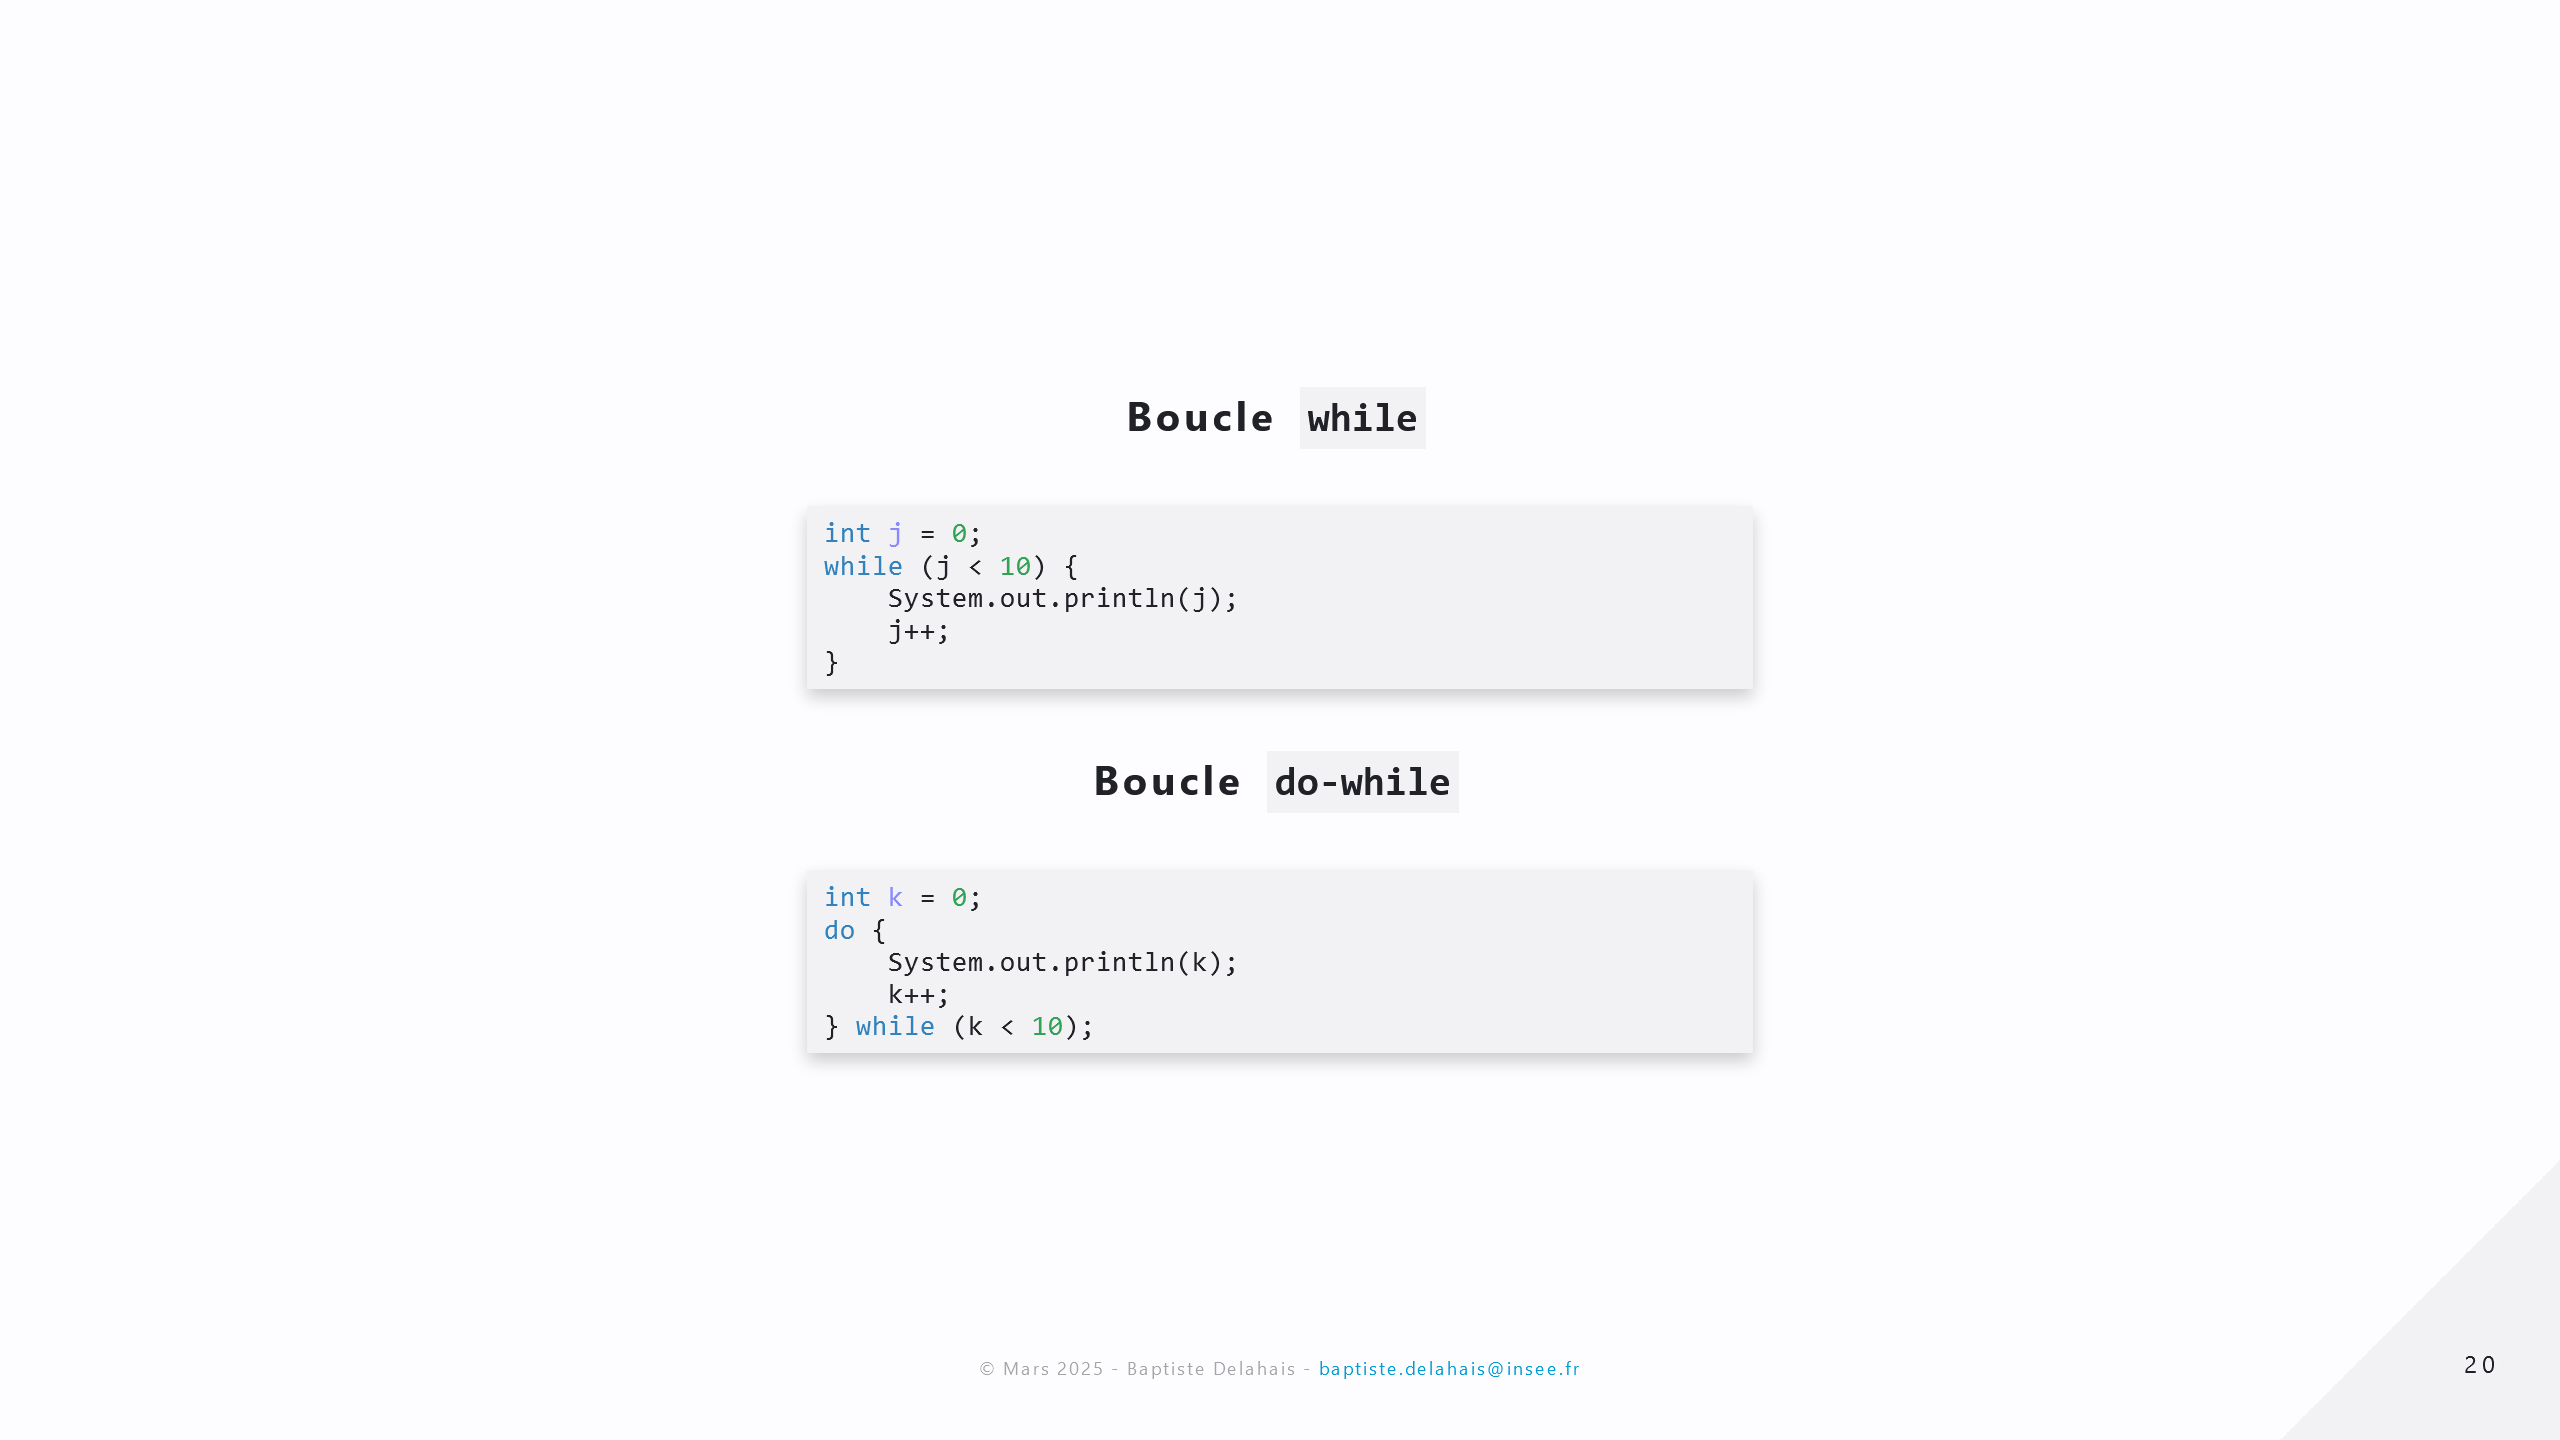 Boucle while
int j = 0;
while (j < 10) {
    System.out.println(j);
    j++;
}
Boucle do-while
int k = 0;
do {
    System.out.println(k);
    k++;
} while (k < 10);
© Mars 2025 - Baptiste Delahais - baptiste.delahais@insee.fr
20